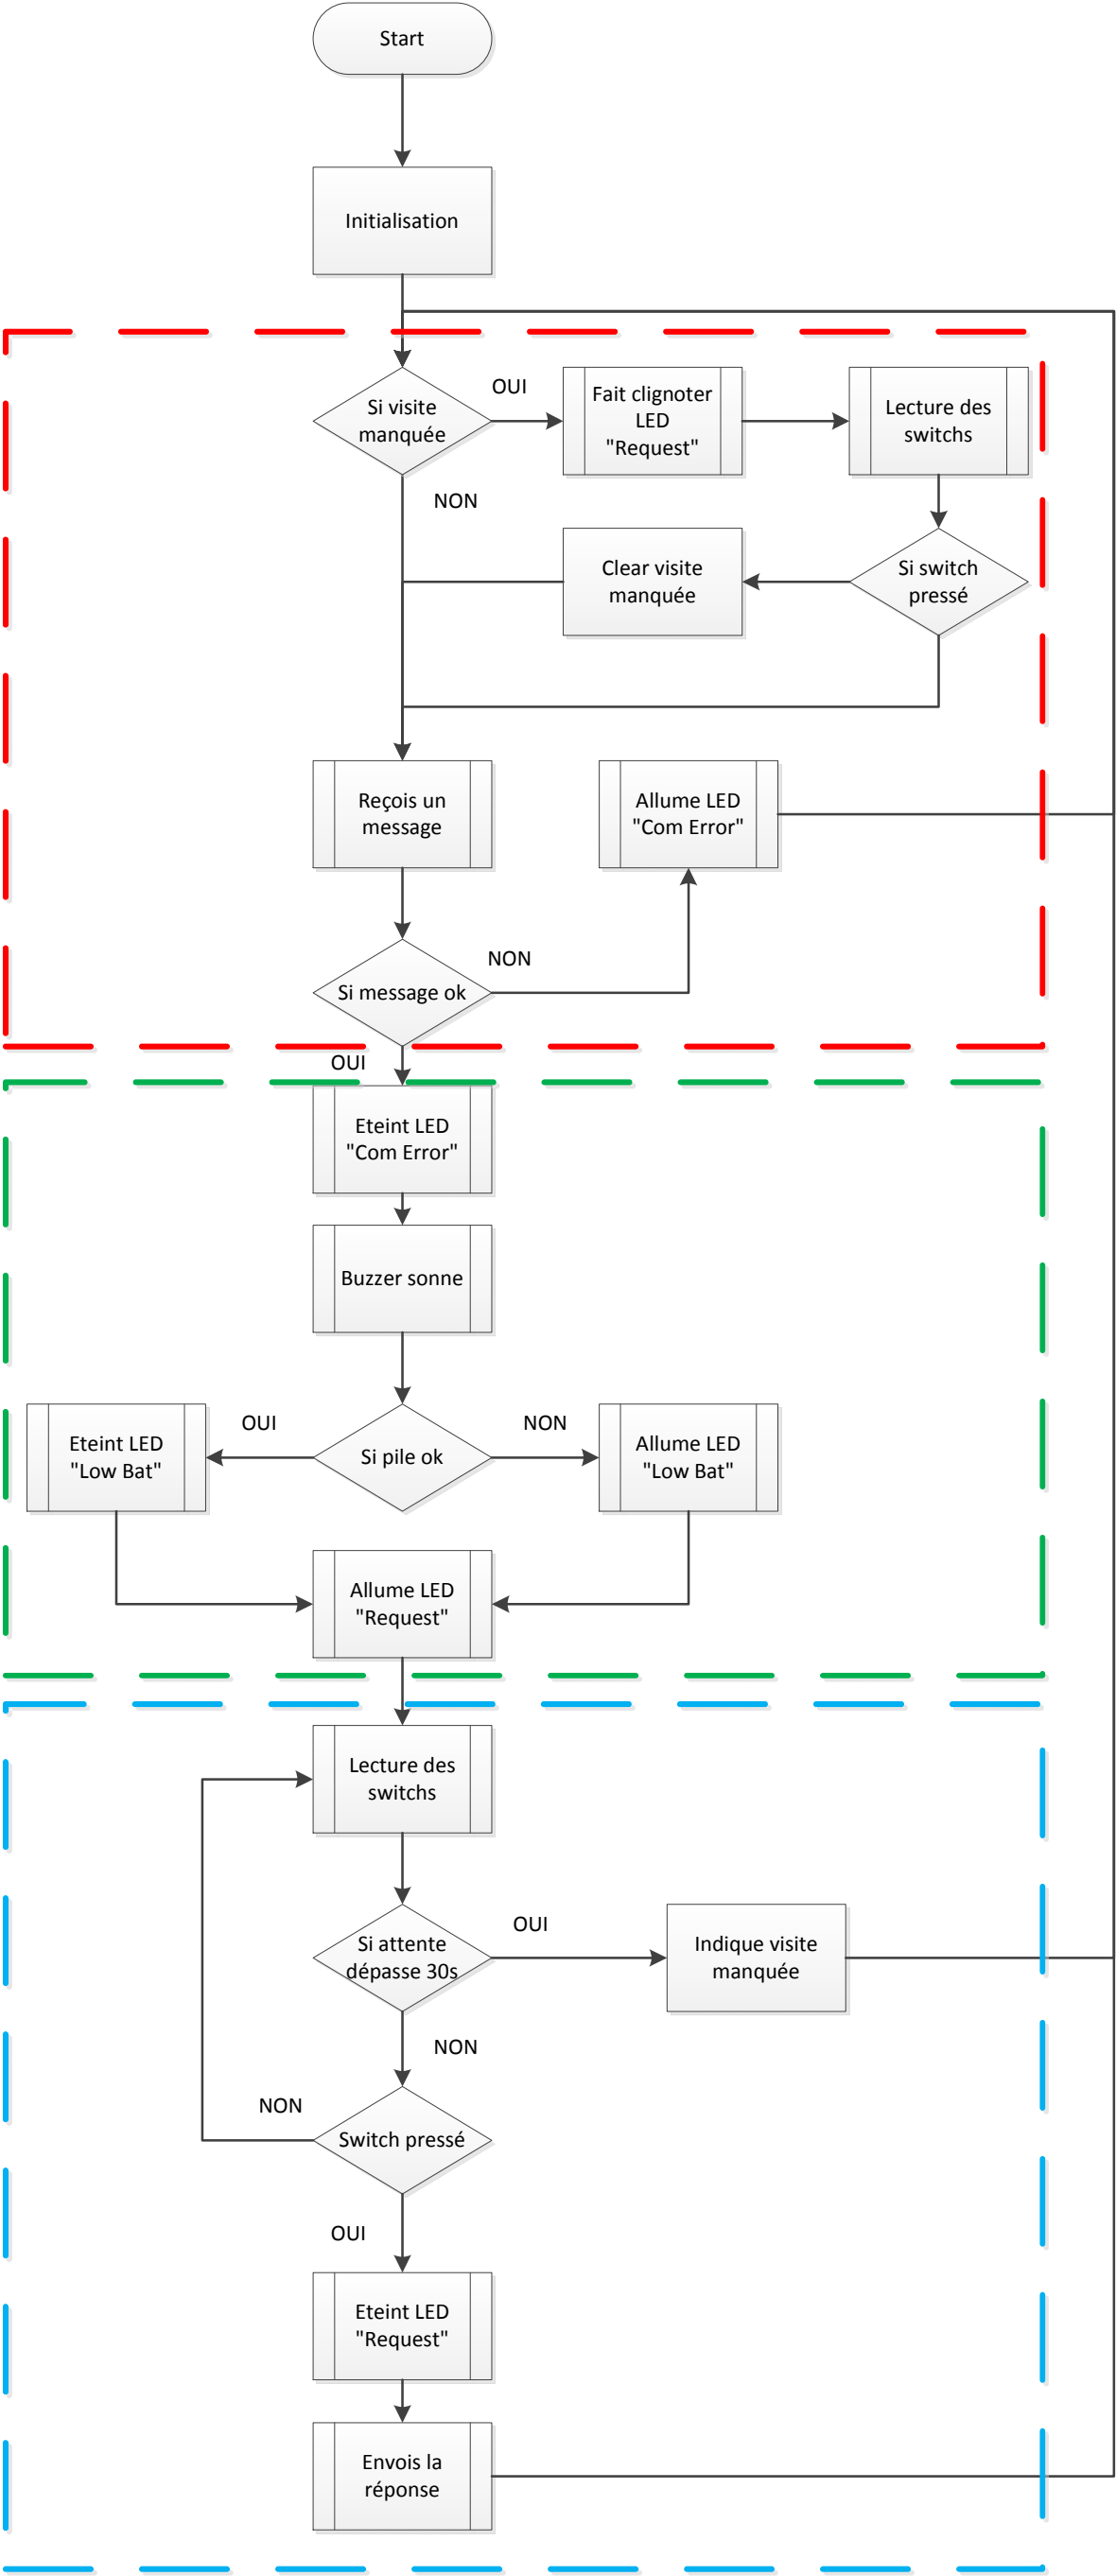 Start
Initialisation
Si visite
manquée
OUI
Fait clignoter
LED
"Request"
Lecture des
switchs
NON
Clear visite
manquée
Si switch
pressé
Reçois un
message
Allume LED
"Com Error"
Si message ok
NON
OUI
Eteint LED
"Com Error"
Buzzer sonne
Eteint LED
"Low Bat"
OUI
Si pile ok
NON
Allume LED
"Low Bat"
Allume LED
"Request"
Lecture des
switchs
Si attente
dépasse 30s
OUI
Indique visite
manquée
NON
NON
Switch pressé
OUI
Eteint LED
"Request"
Envois la
réponse